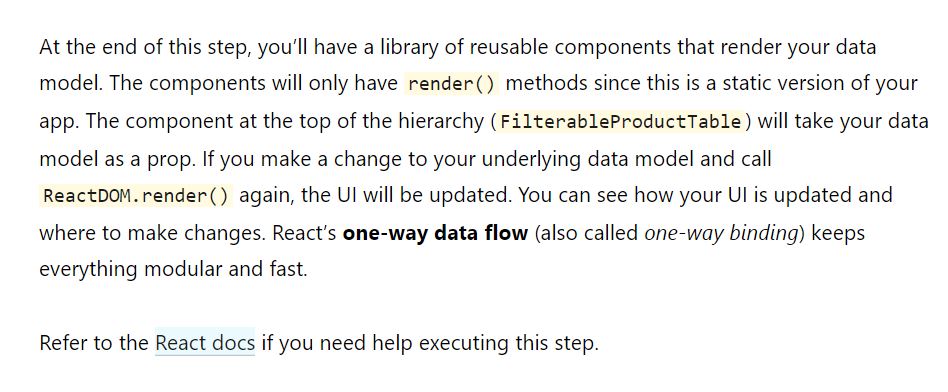 At the end of this step, you’ll have a library of reusable components that render your data
model. The components will only have render() methods since this is a static version of your
app. The component at the top of the hierarchy (FilterableProductTable) will take your data
model as a prop. If you make a change to your underlying data model and call
ReactDOM.render() again, the UI will be updated. You can see how your UI is updated and
where to make changes. React’s one-way data flow (also called one-way binding) keeps
everything modular and fast.
Refer to the React docs if you need help executing this step.